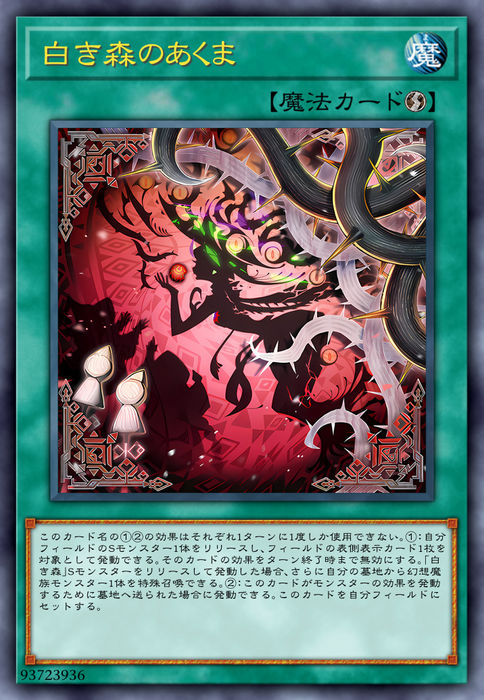 白き森のあくま
魔
【魔法カード】
このカード名の①②の効果はそれぞれ1ターンに1度しか使用できない。①:自分
フィールドのSモンスター1体をリリースし、フィールドの表側表示カード1枚を
対象として発動できる。そのカードの効果をターン終了時まで無効にする。「白
き森」Sモンスターをリリースして発動した場合、さらに自分の墓地から幻想魔
族モンスター1体を特殊召喚できる。②:このカードがモンスターの効果を発動
するために墓地へ送られた場合に発動できる。このカードを自分フィールドに
セットする。
93723936